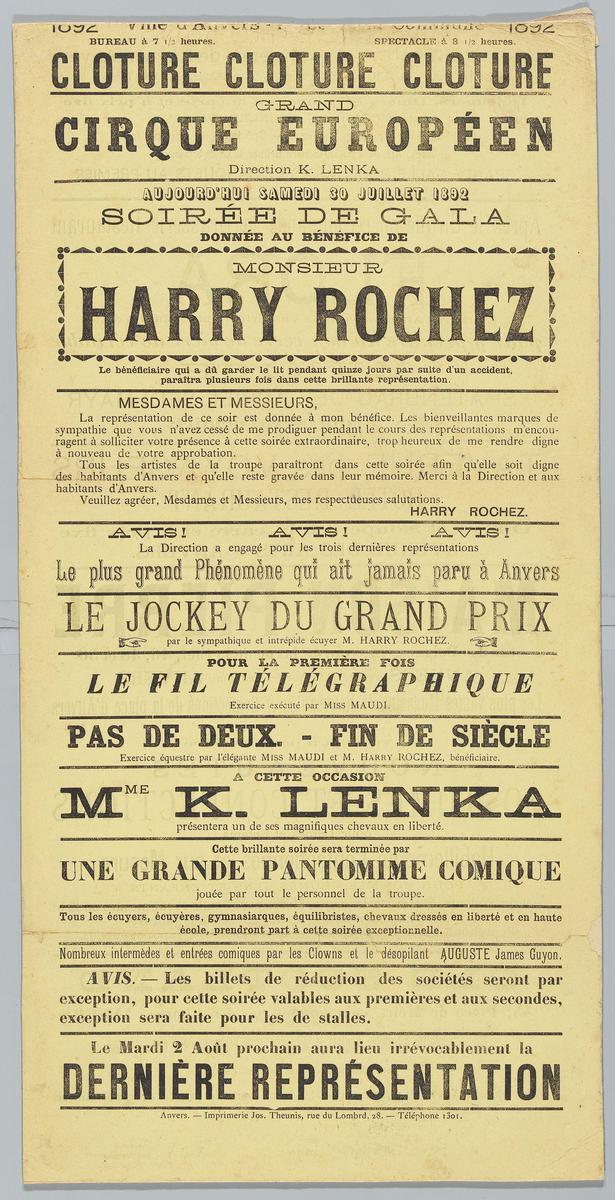 1892 Ville d'Anvers 1892
BUREAU à 7 1/2 heures. SPECTACLE à 8 1/2 heures.
CLOTURE CLOTURE CLOTURE
GRAND
CIRQUE EUROPÉEN
Direction K. LENKA
AUJOURD'HUI SAMEDI 30 JUILLET 1892
SOIRÉE DE GALA
DONNÉE AU BÉNÉFICE DE
MONSIEUR
HARRY ROCHEZ
Le bénéficiaire qui a dû garder le lit pendant quinze jours par suite d'un accident,
paraîtra plusieurs fois dans cette brillante représentation.
MESDAMES ET MESSIEURS,
La représentation de ce soir est donnée à mon bénéfice. Les bienveillantes marques de
sympathie que vous n'avez cessé de me prodiguer pendant le cours des représentations m'encou-
ragent à solliciter votre présence à cette soirée extraordinaire, trop heureux de me rendre digne
à nouveau de votre approbation.
Tous les artistes de la troupe paraîtront dans cette soirée afin qu'elle soit digne
des habitants d'Anvers et qu'elle reste gravée dans leur mémoire. Merci à la Direction et aux
habitants d'Anvers.
Veuillez agréer, Mesdames et Messieurs, mes respectueuses salutations.
HARRY ROCHEZ.
AVIS! AVIS! AVIS!
La Direction a engagé pour les trois dernières représentations
Le plus grand Phénomène qui ait jamais paru à Anvers
LE JOCKEY DU GRAND PRIX
par le sympathique et intrépide écuyer M. HARRY ROCHEZ.
POUR LA PREMIÈRE FOIS
LE FIL TÉLÉGRAPHIQUE
Exercice exécuté par MISS MAUDI.
PAS DE DEUX. - FIN DE SIÈCLE
Exercice équestre par l'élégante MISS MAUDI et M. HARRY ROCHEZ, bénéficiaire.
A CETTE OCCASION
MME K. LENKA
présentera un de ses magnifiques chevaux en liberté.
Cette brillante soirée sera terminée par
UNE GRANDE PANTOMIME COMIQUE
jouée par tout le personnel de la troupe.
Tous les écuyers, écuyères, gymnasiarques, équilibristes, chevaux dressés en liberté et en haute
école, prendront part à cette soirée exceptionnelle.
Nombreux intermèdes et entrées comiques par les Clowns et le désopilant AUGUSTE James Guyon.
AVIS. — Les billets de réduction des sociétés seront par
exception, pour cette soirée valables aux premières et aux secondes,
exception sera faite pour les de stalles.
Le Mardi 2 Août prochain aura lieu irrévocablement la
DERNIÈRE REPRÉSENTATION
Anvers. — Imprimerie Jos. Theunis, rue du Lombrd, 28. — Téléphone 1301.